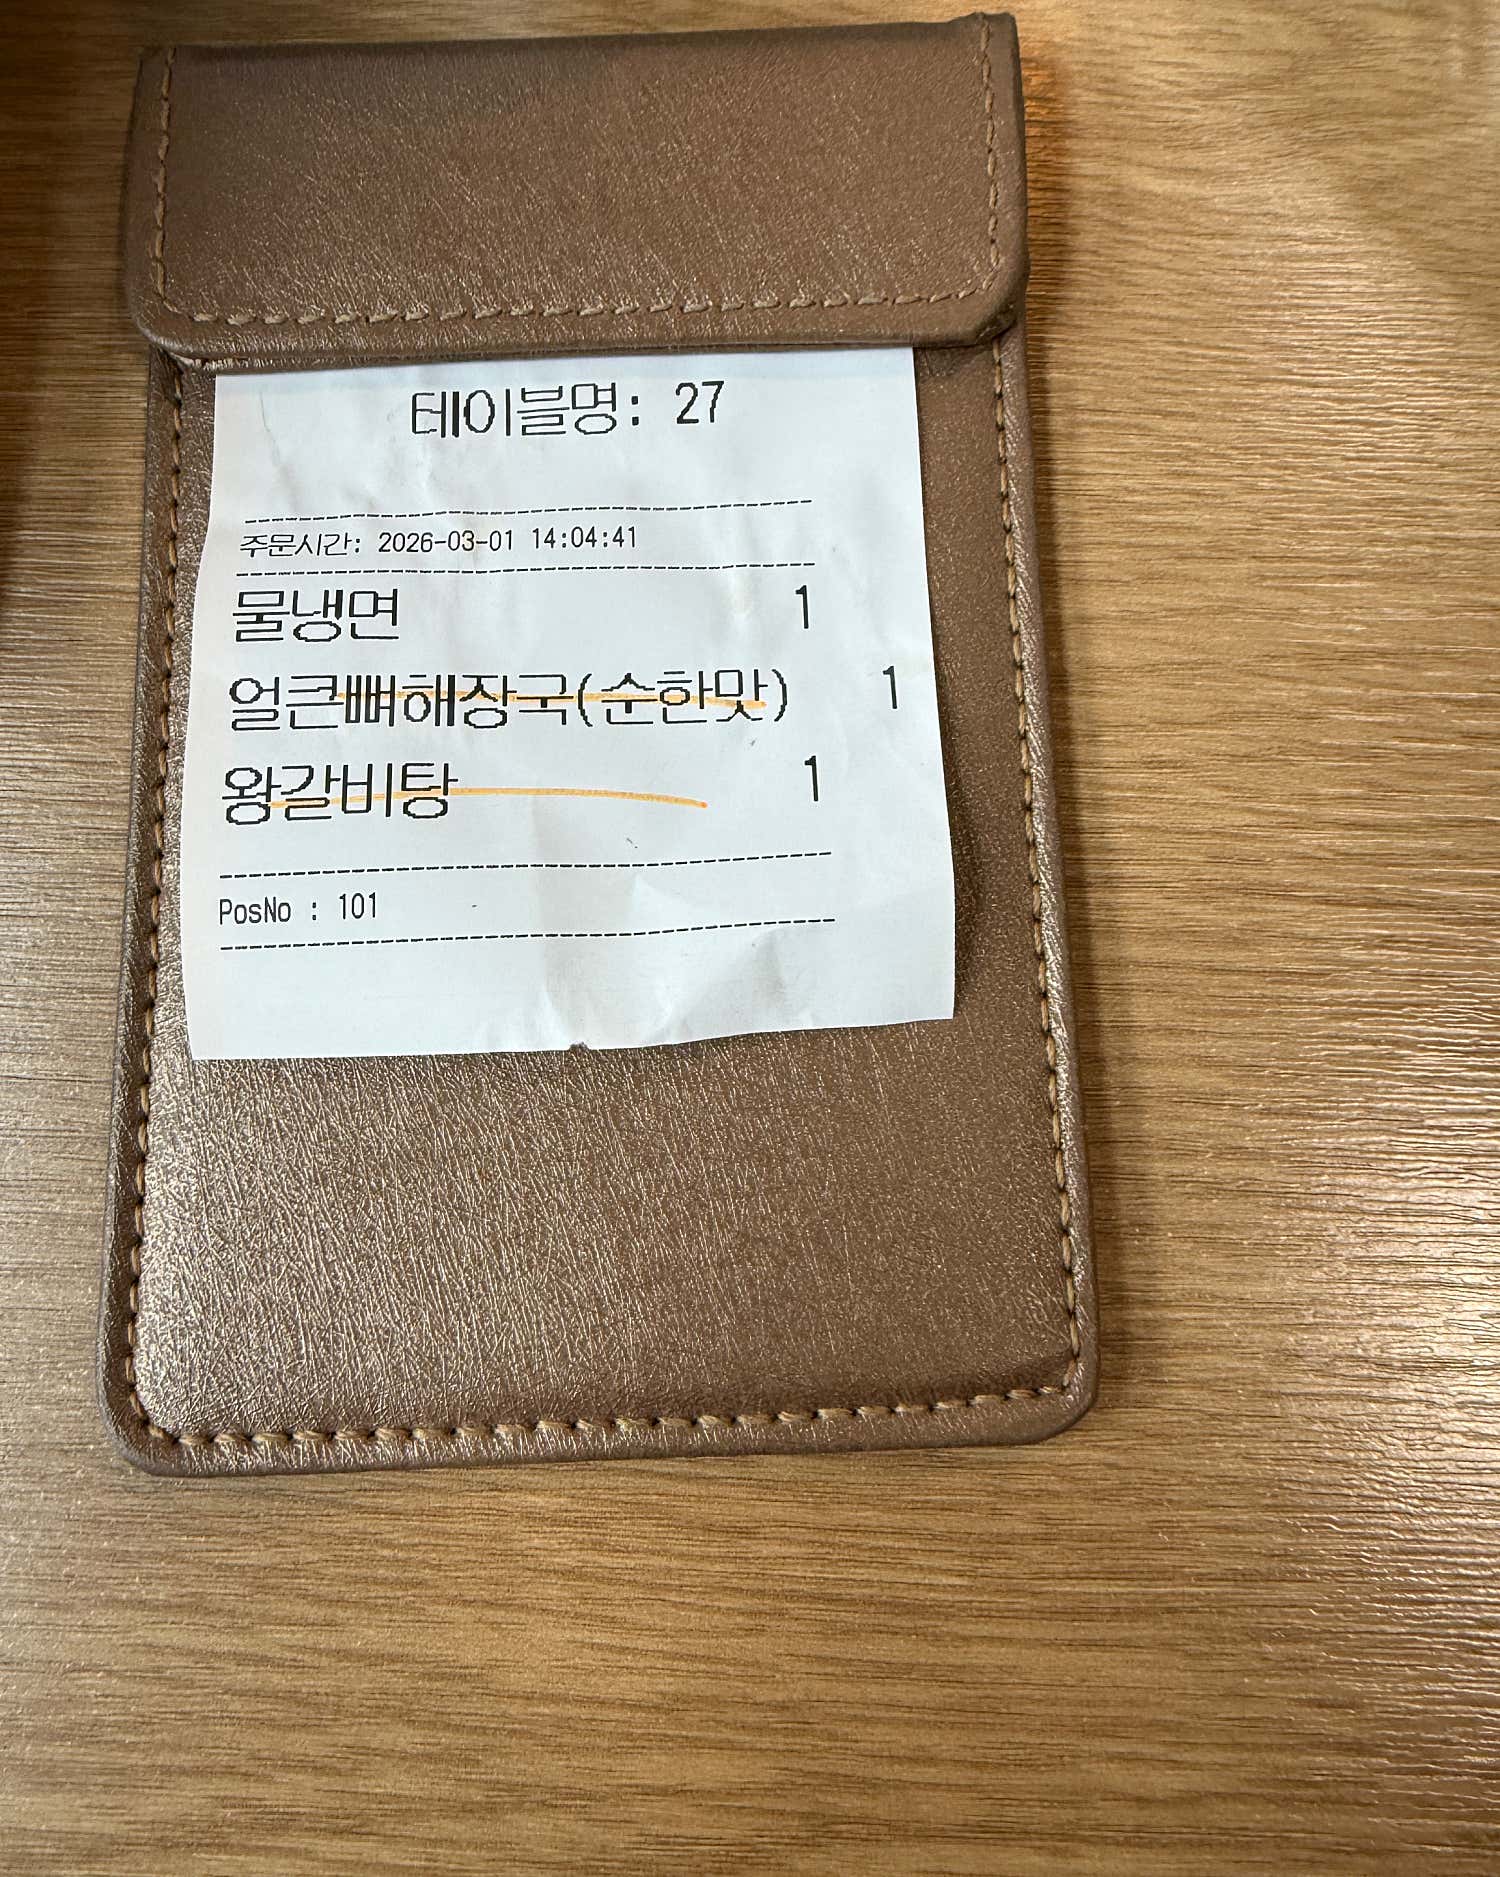 테이블명: 27
주문시간: 2026-03-01 14:04:41
물냉면 1
얼큰뼈해장국(순한맛) 1
왕갈비탕 1
PosNo : 101